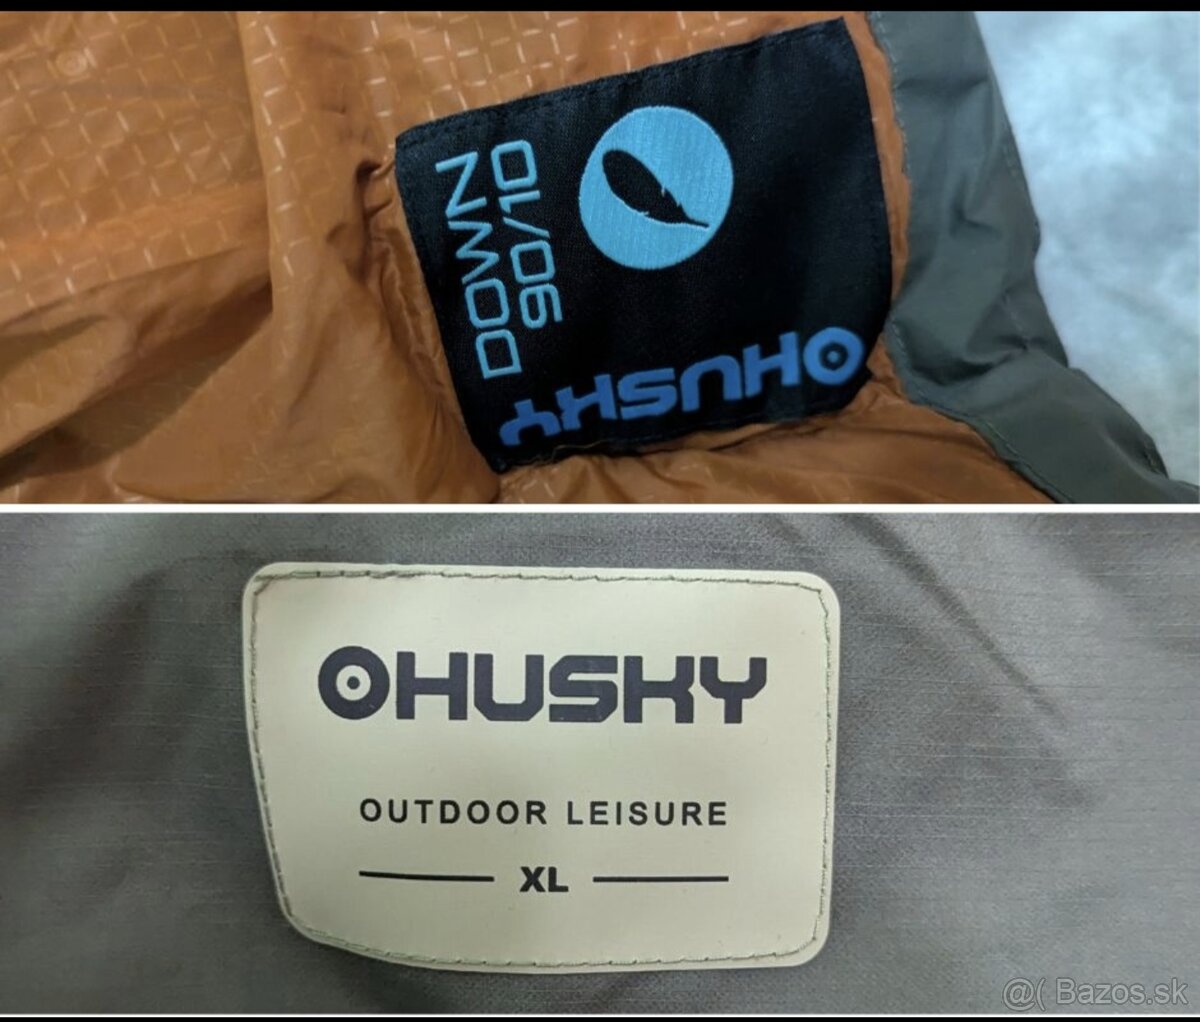 HUSKY
DOWN
90/10
HUSKY
OUTDOOR LEISURE
XL
@( Bazos.sk